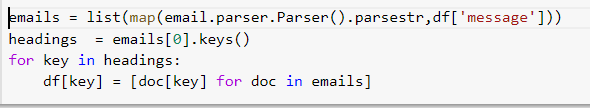 emails = list(map(email.parser.Parser().parsestr,df['message']))
headings  = emails[0].keys()
for key in headings:
    df[key] = [doc[key] for doc in emails]